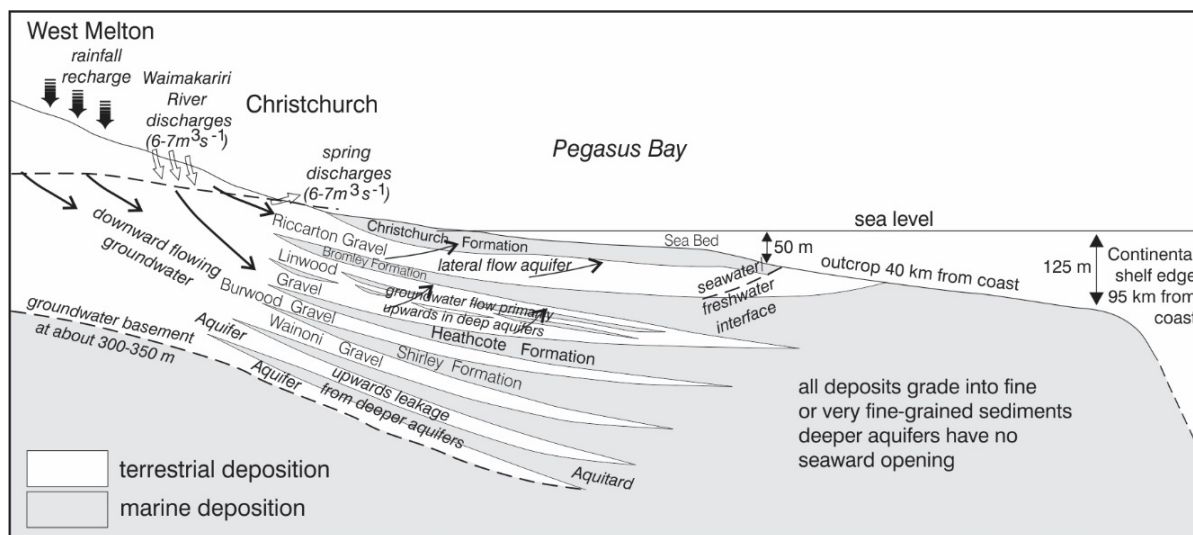 West Melton
rainfall
recharge
Waimakariri
River
discharges
(6-7m³s⁻¹)
Christchurch
spring
discharges
(6-7m³s⁻¹)
Pegasus Bay
sea level
Riccarton Gravel
Christchurch Formation
Sea Bed
50 m
outcrop 40 km from coast
125 m
Continental
shelf edge
95 km from
coast
downward flowing
groundwater
Bromley Formation
lateral flow aquifer
seawater
freshwater
interface
Linwood
Gravel
groundwater flow primarily
upwards in deep aquifers
Burwood Gravel
Heathcote Formation
groundwater basement
at about 300-350 m
Aquifer
Wainoni Gravel
Shirley Formation
Aquifer
upwards leakage
from deeper aquifers
Aquitard
all deposits grade into fine
or very fine-grained sediments
deeper aquifers have no
seaward opening
terrestrial deposition
marine deposition